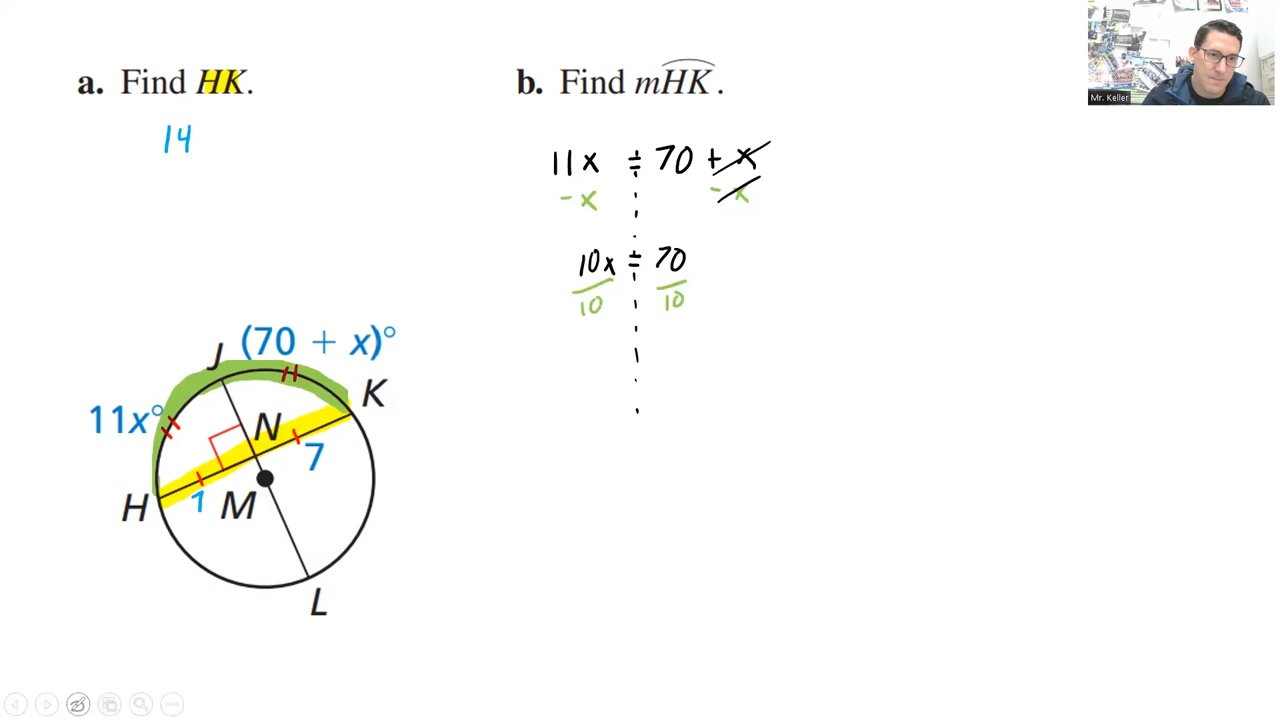 a. Find HK.
14
b. Find mHK.
11x = 70 + x
- x - x
10x = 70
10 10
J (70 + x)°
K
11x°
N
7
H 1 M
L
Mr. Keller